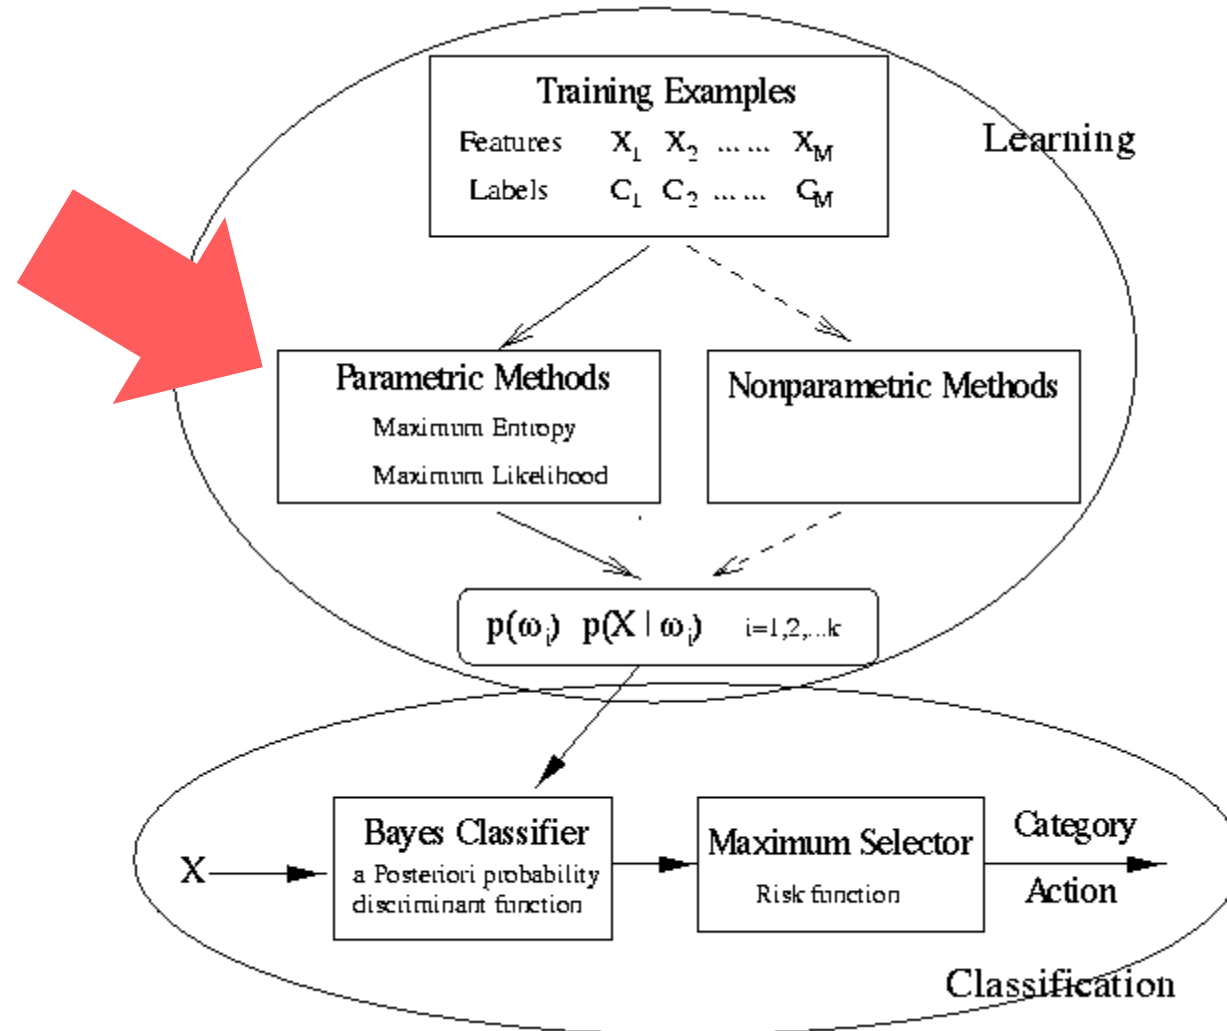 Training Examples
Features X1 X2 ... ... XM
Labels C1 C2 ... ... CM
Learning
Parametric Methods
Maximum Entropy
Maximum Likelihood
Nonparametric Methods
p(ωi) p(X | ωi) i=1,2,...k
X
Bayes Classifier
a Posteriori probability
discriminant function
Maximum Selector
Risk function
Category
Action
Classification